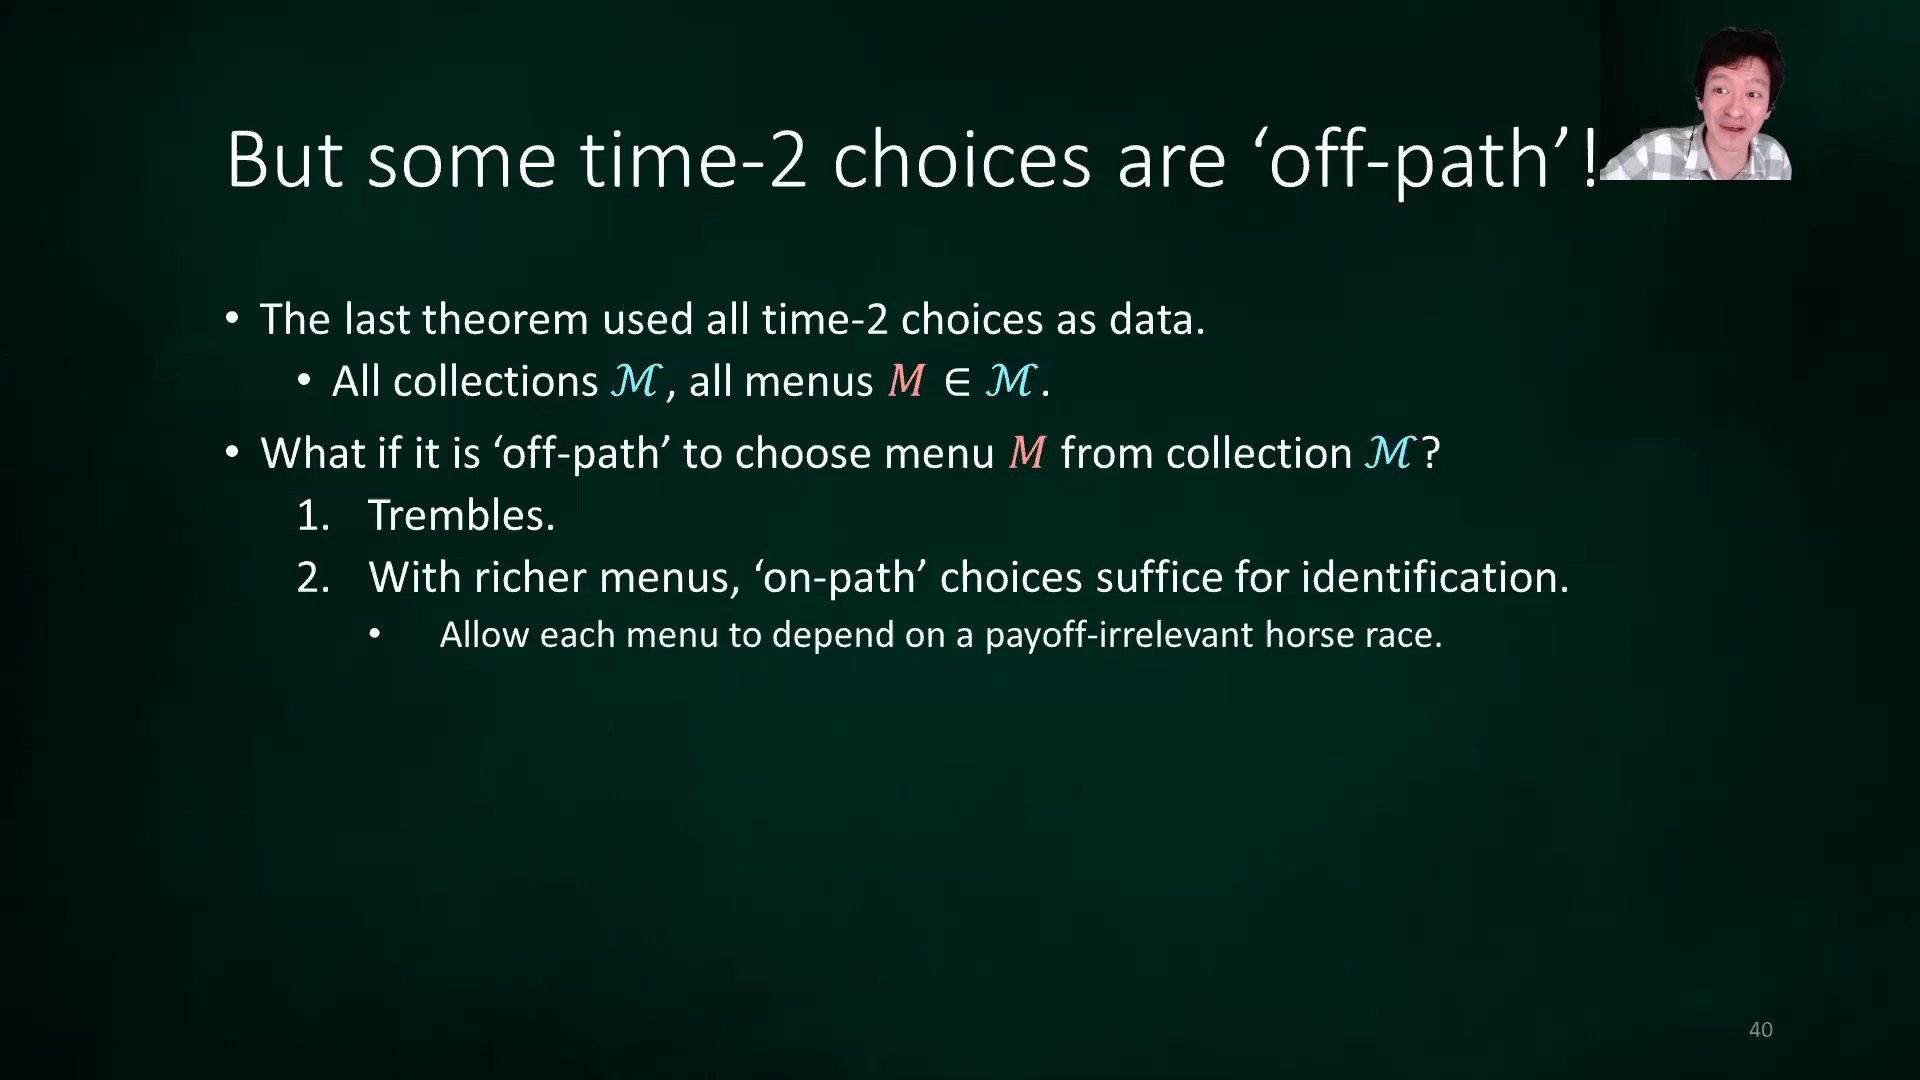 But some time-2 choices are ‘off-path’!
• The last theorem used all time-2 choices as data.
• All collections ℳ, all menus M ∈ ℳ.
• What if it is ‘off-path’ to choose menu M from collection ℳ?
1. Trembles.
2. With richer menus, ‘on-path’ choices suffice for identification.
• Allow each menu to depend on a payoff-irrelevant horse race.
40